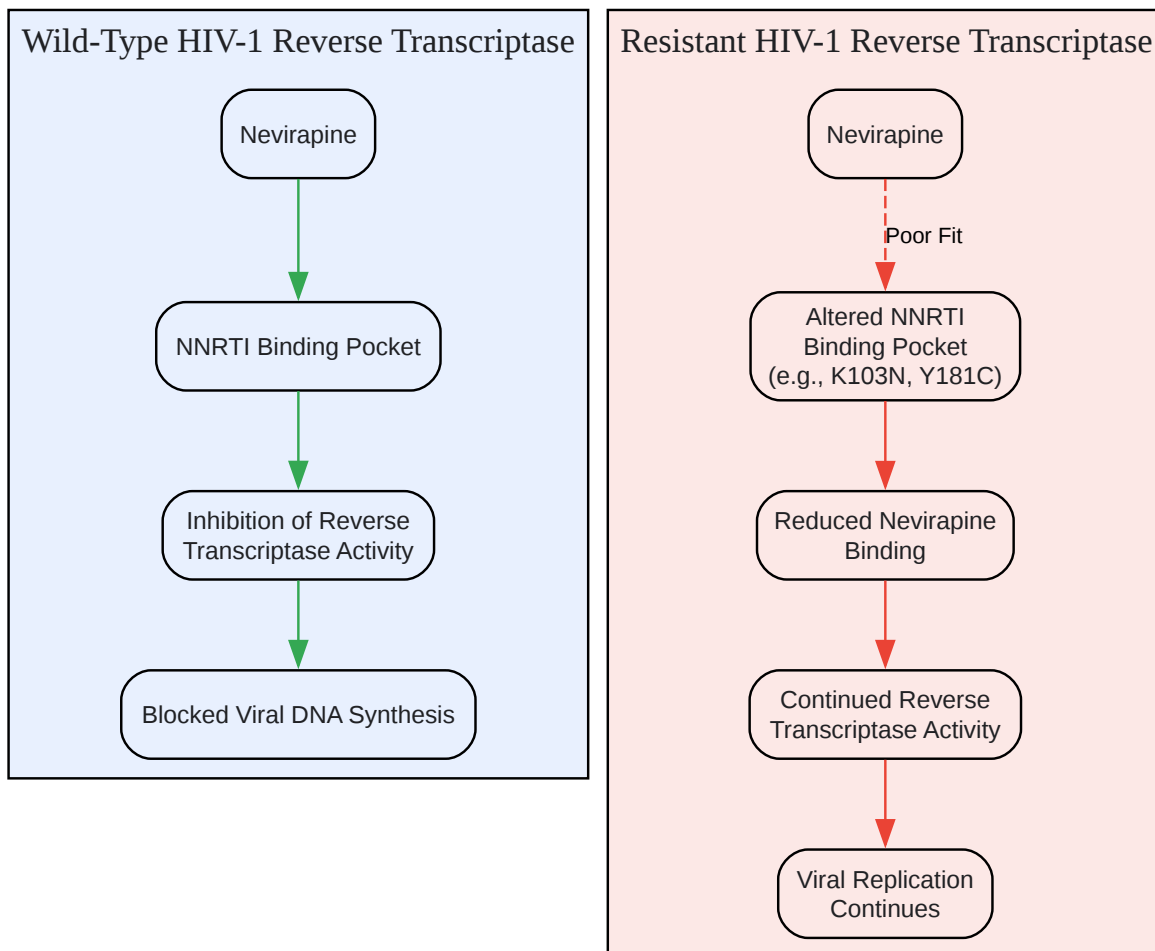 Wild-Type HIV-1 Reverse Transcriptase
Nevirapine
NNRTI Binding Pocket
Inhibition of Reverse
Transcriptase Activity
Blocked Viral DNA Synthesis
Resistant HIV-1 Reverse Transcriptase
Nevirapine
Poor Fit
Altered NNRTI
Binding Pocket
(e.g., K103N, Y181C)
Reduced Nevirapine
Binding
Continued Reverse
Transcriptase Activity
Viral Replication
Continues